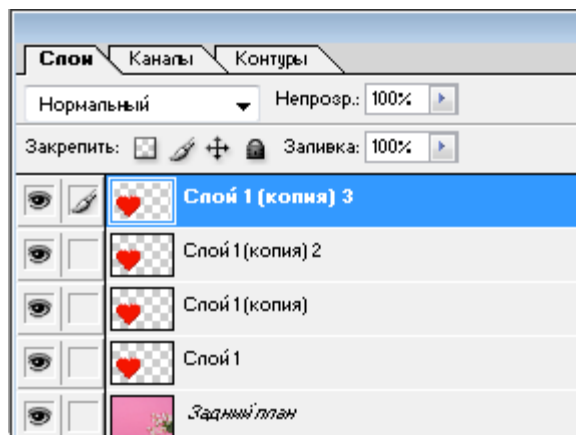 Слои Каналы Контуры
Нормальный Непрозр.: 100%
Закрепить: Заливка: 100%
Слой 1 (копия) 3
Слой 1 (копия) 2
Слой 1 (копия)
Слой 1
Задний план